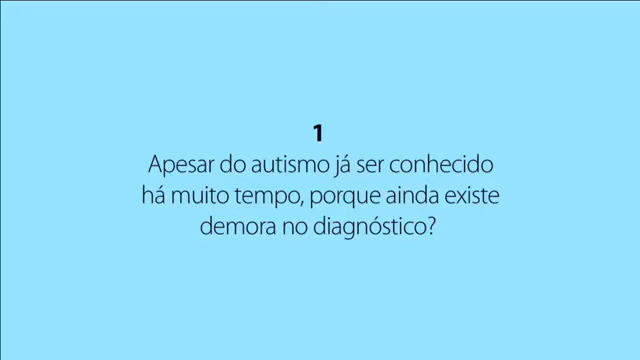 1
Apesar do autismo já ser conhecido
há muito tempo, porque ainda existe
demora no diagnóstico?